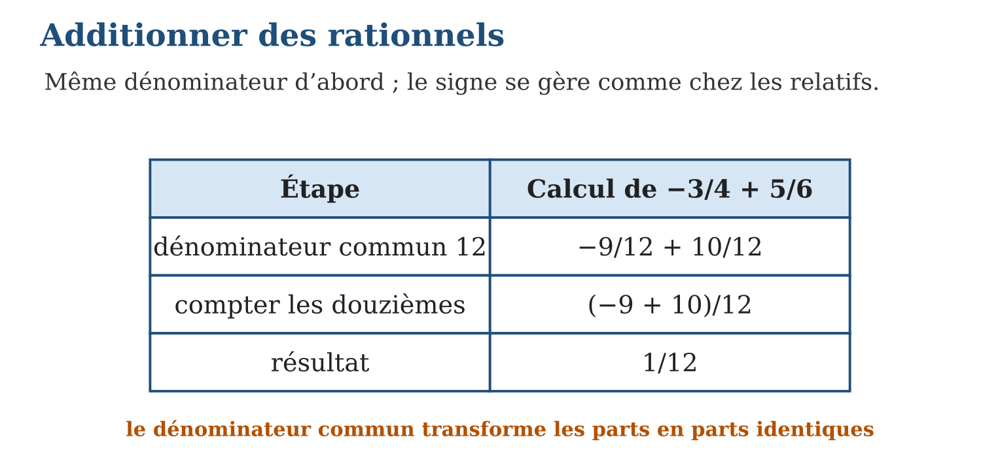 Additionner des rationnels
Même dénominateur d’abord ; le signe se gère comme chez les relatifs.
Étape
Calcul de −3/4 + 5/6
dénominateur commun 12
−9/12 + 10/12
compter les douzièmes
(−9 + 10)/12
résultat
1/12
le dénominateur commun transforme les parts en parts identiques